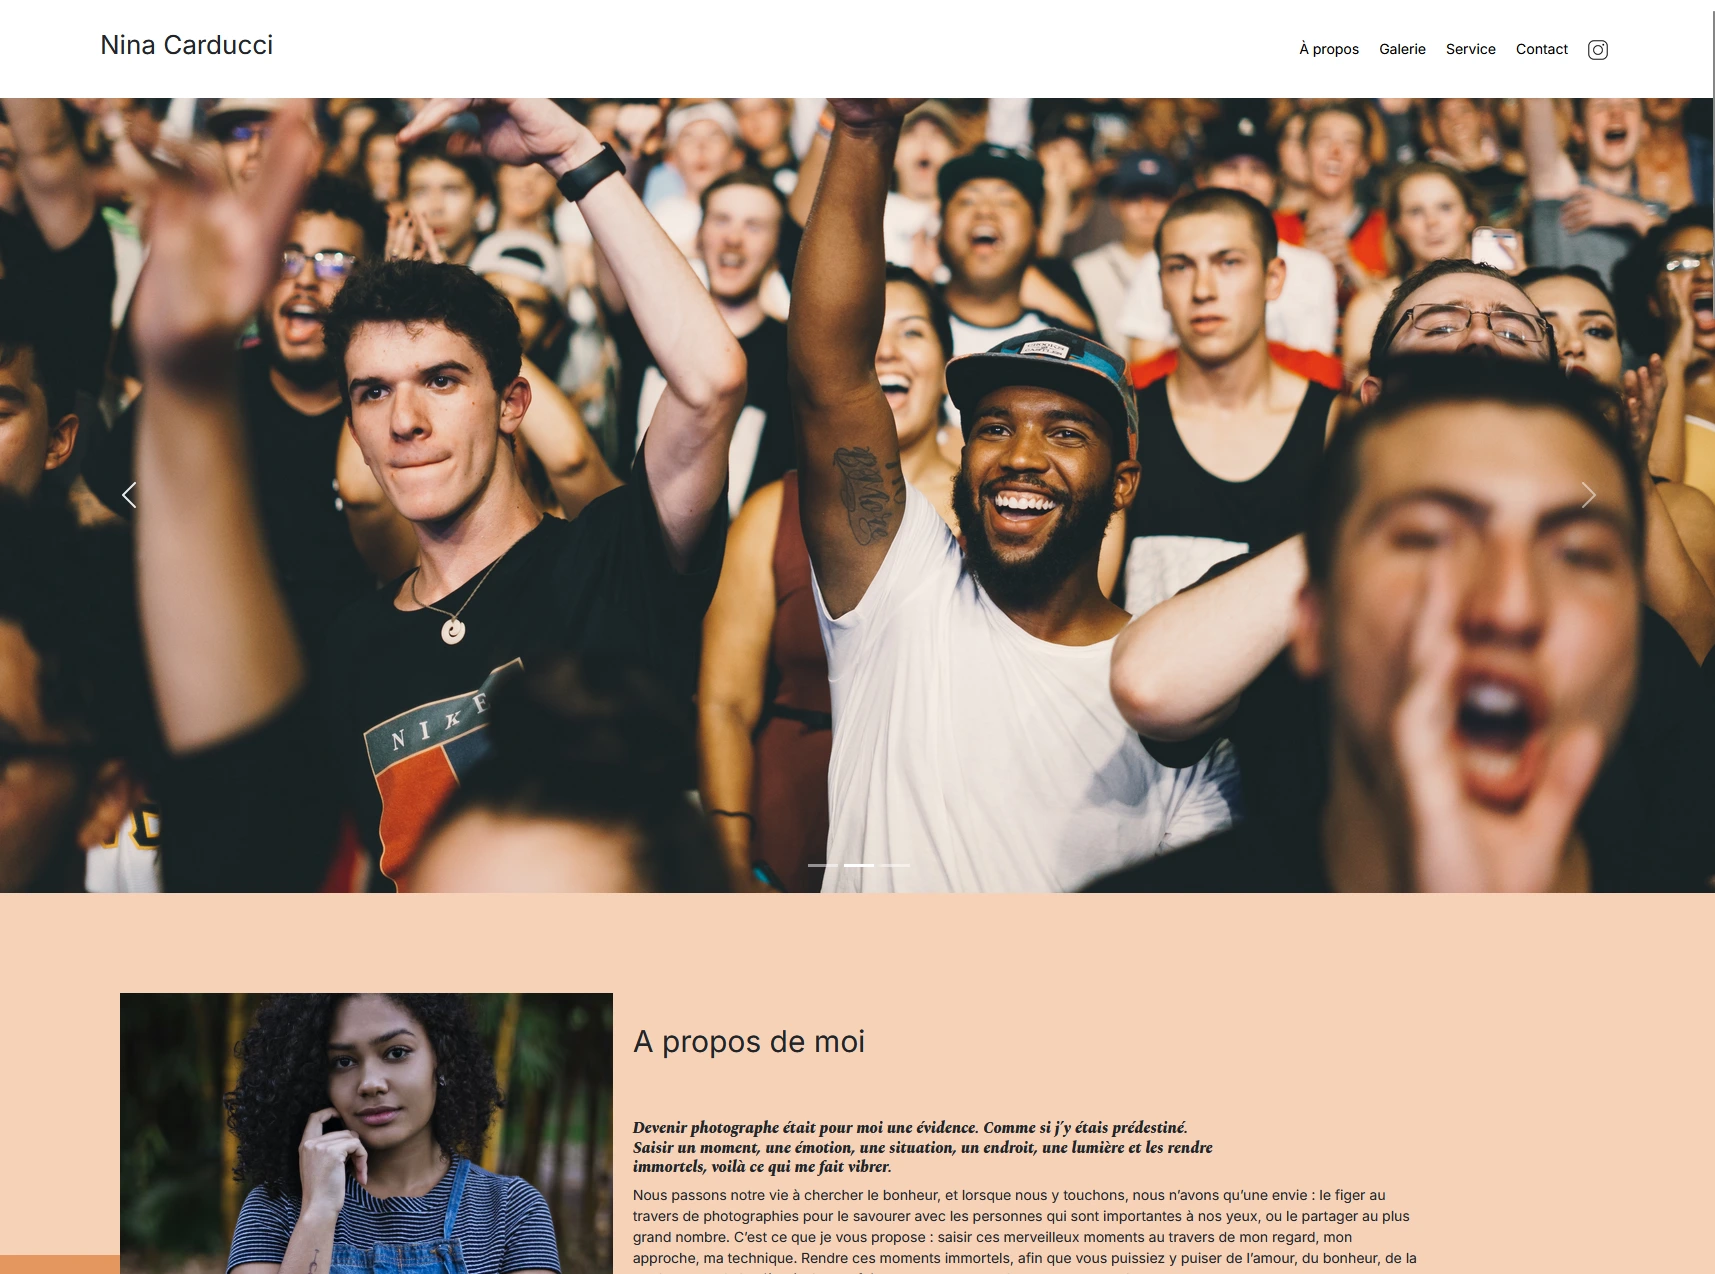 Nina Carducci
À propos Galerie Service Contact
NIKE
A propos de moi
Devenir photographe était pour moi une évidence. Comme si j'y étais prédestiné.
Saisir un moment, une émotion, une situation, un endroit, une lumière et les rendre
immortels, voilà ce qui me fait vibrer.
Nous passons notre vie à chercher le bonheur, et lorsque nous y touchons, nous n'avons qu'une envie : le figer au
travers de photographies pour le savourer avec les personnes qui sont importantes à nos yeux, ou le partager au plus
grand nombre. C'est ce que je vous propose : saisir ces merveilleux moments au travers de mon regard, mon
approche, ma technique. Rendre ces moments immortels, afin que vous puissiez y puiser de l'amour, du bonheur, de la